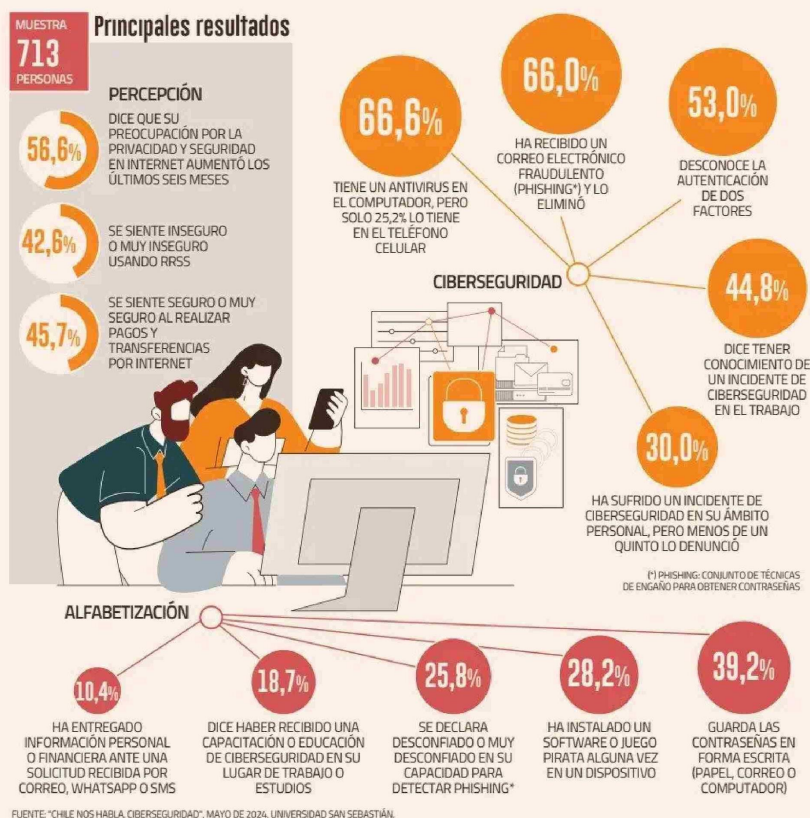 MUESTRA
713
PERSONAS
Principales resultados
PERCEPCIÓN
56,6%
DICE QUE SU
PREOCUPACIÓN POR LA
PRIVACIDAD Y SEGURIDAD
EN INTERNET AUMENTÓ LOS
ÚLTIMOS SEIS MESES
42,6%
SE SIENTE INSEGURO
O MUY INSEGURO
USANDO RRSS
45,7%
SE SIENTE SEGURO O MUY
SEGURO AL REALIZAR
PAGOS Y
TRANSFERENCIAS
POR INTERNET
CIBERSEGURIDAD
66,6%
TIENE UN ANTIVIRUS EN
EL COMPUTADOR, PERO
SOLO 25,2% LO TIENE
EN EL TELÉFONO
CELULAR
66,0%
HA RECIBIDO UN
CORREO ELECTRÓNICO
FRAUDULENTO
(PHISHING*) Y LO
ELIMINÓ
53,0%
DESCONOCE LA
AUTENTICACIÓN
DE DOS
FACTORES
44,8%
DICE TENER
CONOCIMIENTO DE
UN INCIDENTE DE
CIBERSEGURIDAD
EN EL TRABAJO
30,0%
HA SUFRIDO UN INCIDENTE DE
CIBERSEGURIDAD EN SU ÁMBITO
PERSONAL, PERO MENOS DE UN
QUINTO LO DENUNCIÓ
(*) PHISHING: CONJUNTO DE TÉCNICAS
DE ENGAÑO PARA OBTENER CONTRASEÑAS
ALFABETIZACIÓN
10,4%
HA ENTREGADO
INFORMACIÓN PERSONAL
O FINANCIERA ANTE UNA
SOLICITUD RECIBIDA POR
CORREO, WHATSAPP O SMS
18,7%
DICE HABER RECIBIDO UNA
CAPACITACIÓN O EDUCACIÓN
DE CIBERSEGURIDAD EN SU
LUGAR DE TRABAJO O
ESTUDIOS
25,8%
SE DECLARA
DESCONFIADO O MUY
DESCONFIADO EN SU
CAPACIDAD PARA
DETECTAR PHISHING*
28,2%
HA INSTALADO UN
SOFTWARE O JUEGO
PIRATA ALGUNA VEZ
EN UN DISPOSITIVO
39,2%
GUARDA LAS
CONTRASEÑAS EN
FORMA ESCRITA
(PAPEL, CORREO O
COMPUTADOR)
FUENTE: "CHILE NOS HABLA, CIBERSEGURIDAD", MAYO DE 2024, UNIVERSIDAD SAN SEBASTIÁN.